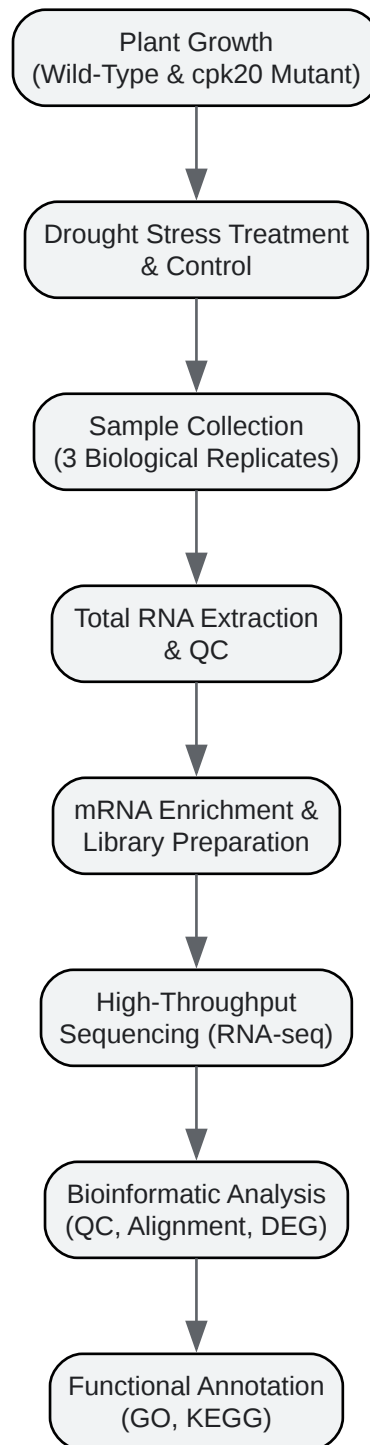 Plant Growth
(Wild-Type & cpk20 Mutant)
Drought Stress Treatment
& Control
Sample Collection
(3 Biological Replicates)
Total RNA Extraction
& QC
mRNA Enrichment &
Library Preparation
High-Throughput
Sequencing (RNA-seq)
Bioinformatic Analysis
(QC, Alignment, DEG)
Functional Annotation
(GO, KEGG)